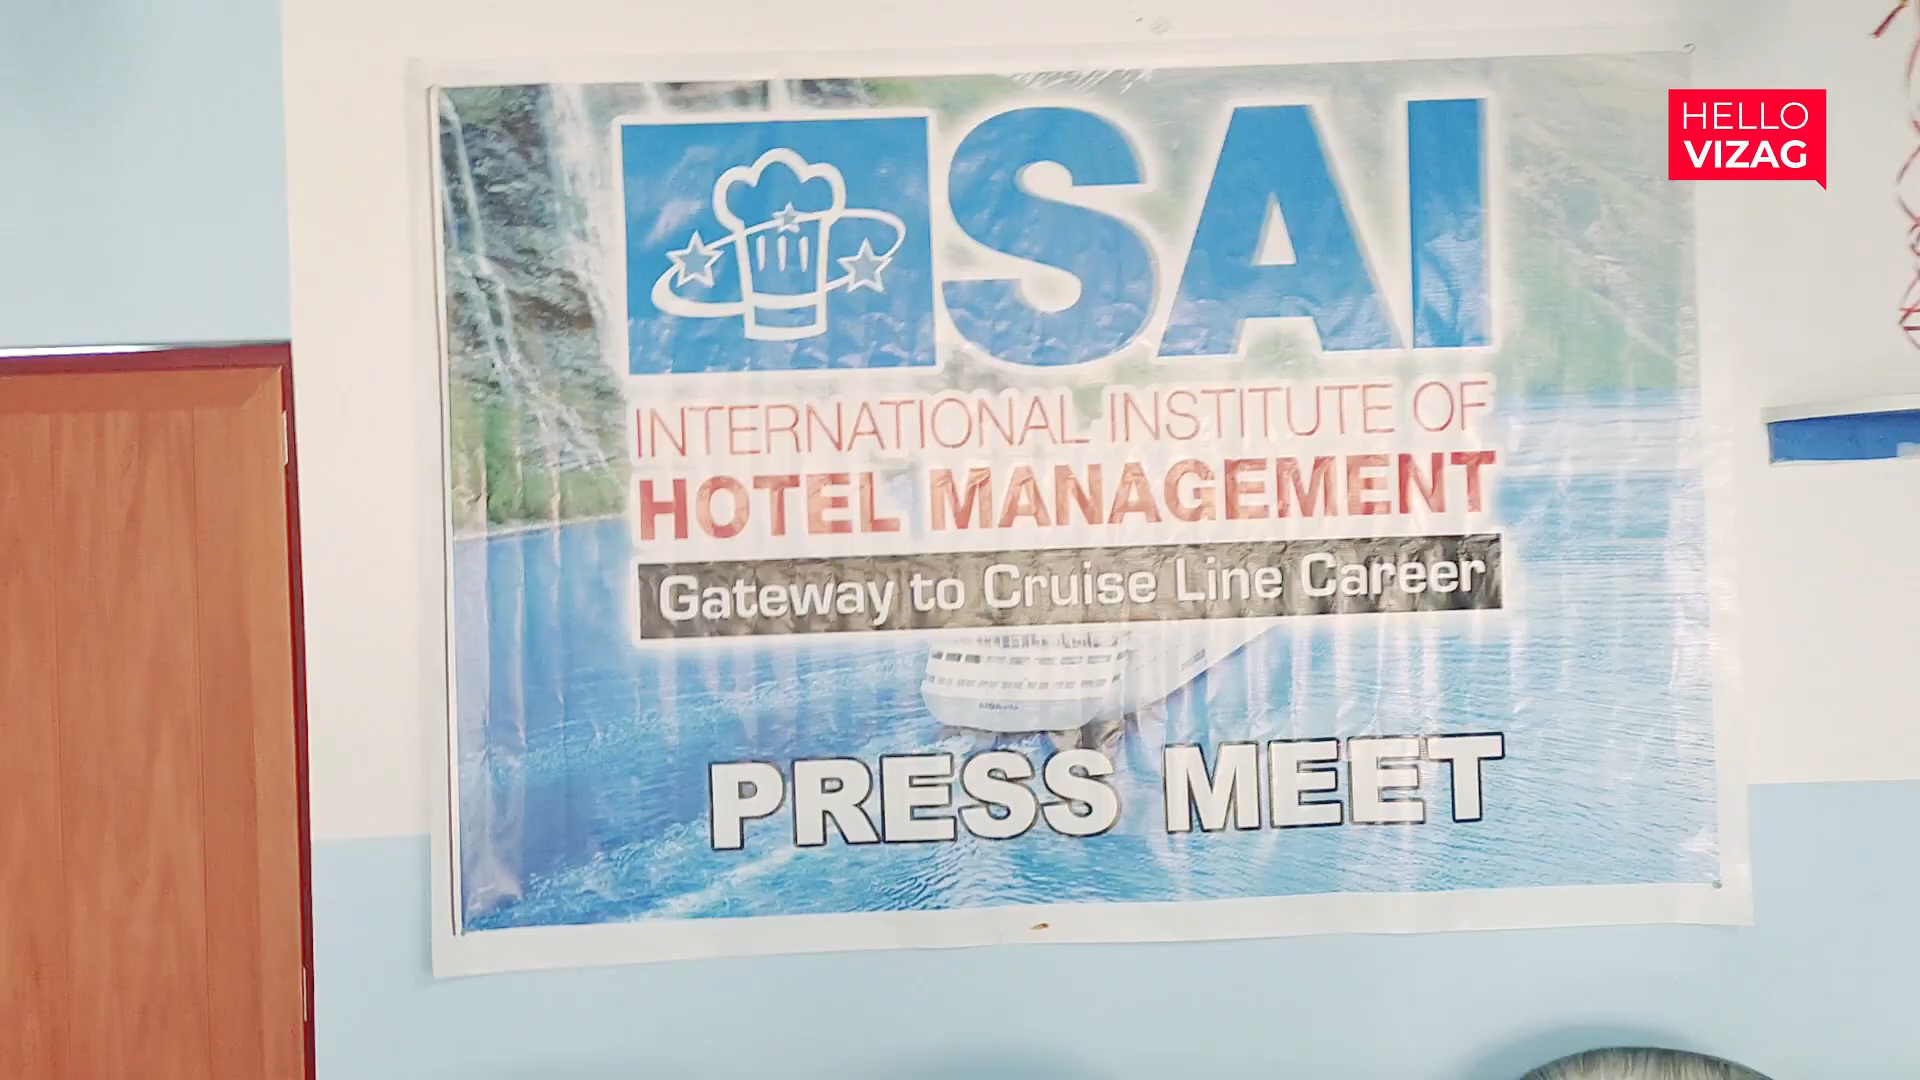 HELLO
VIZAG
SAI
INTERNATIONAL INSTITUTE OF
HOTEL MANAGEMENT
Gateway to Cruise Line Career
PRESS MEET